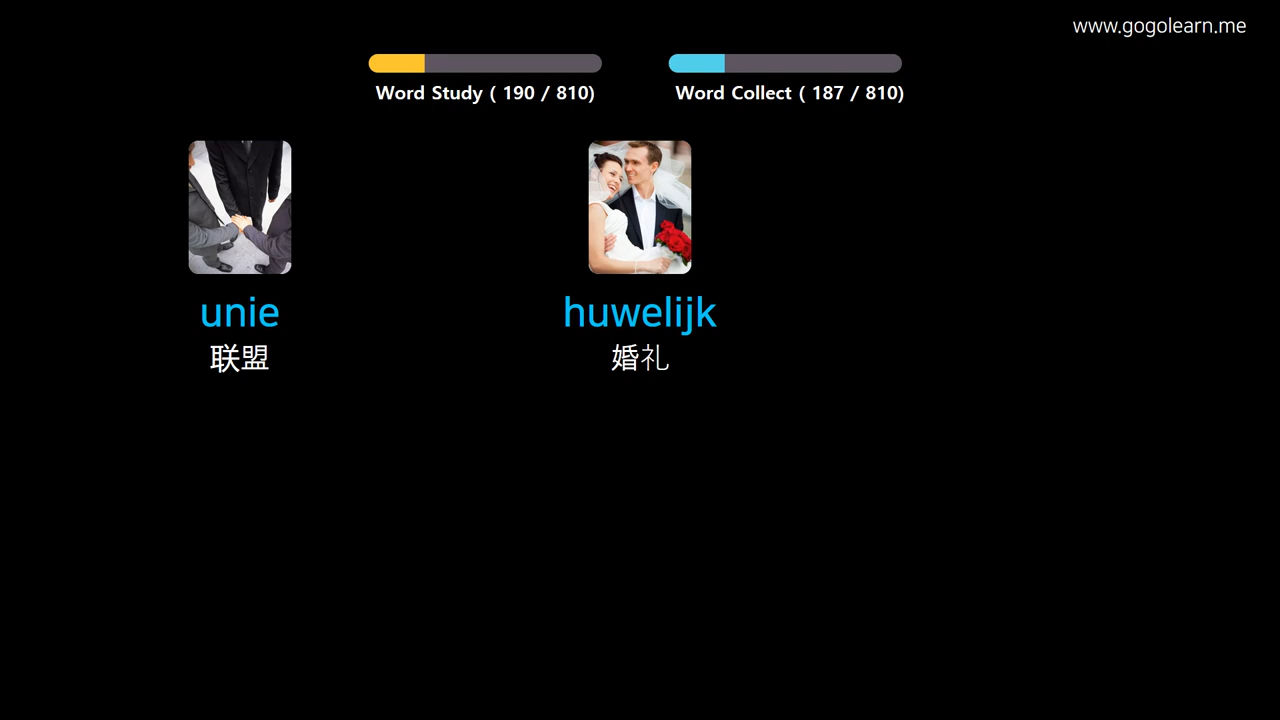 www.gogolearn.me
Word Study ( 190 / 810)
Word Collect ( 187 / 810)
unie
联盟
huwelijk
婚礼